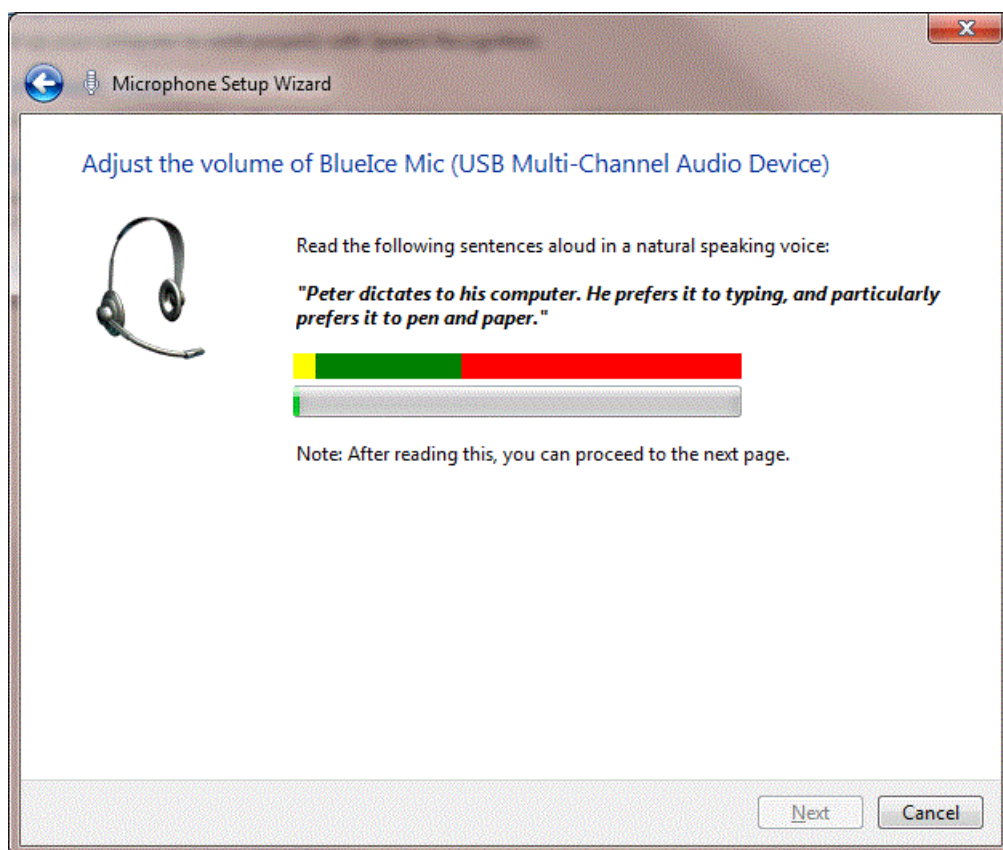 Microphone Setup Wizard
Adjust the volume of BlueIce Mic (USB Multi-Channel Audio Device)
Read the following sentences aloud in a natural speaking voice:
"Peter dictates to his computer. He prefers it to typing, and particularly
prefers it to pen and paper."
Note: After reading this, you can proceed to the next page.
Next
Cancel